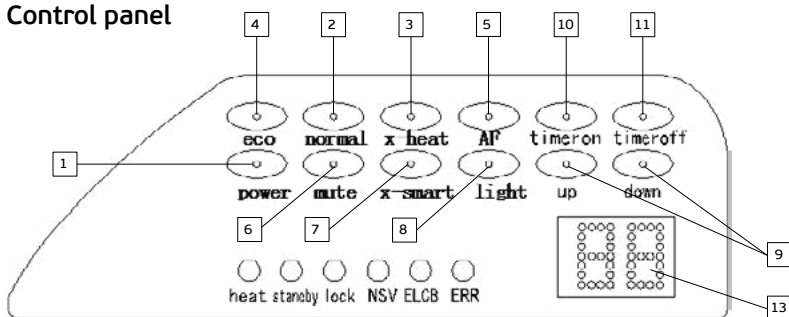 Control panel
4 2 3 5 10 11
eco normal x-heat AF timeron timeroff
1
power mute x-smart light up down
6 7 8 9
heat standby lock NSV ELCB ERR
13